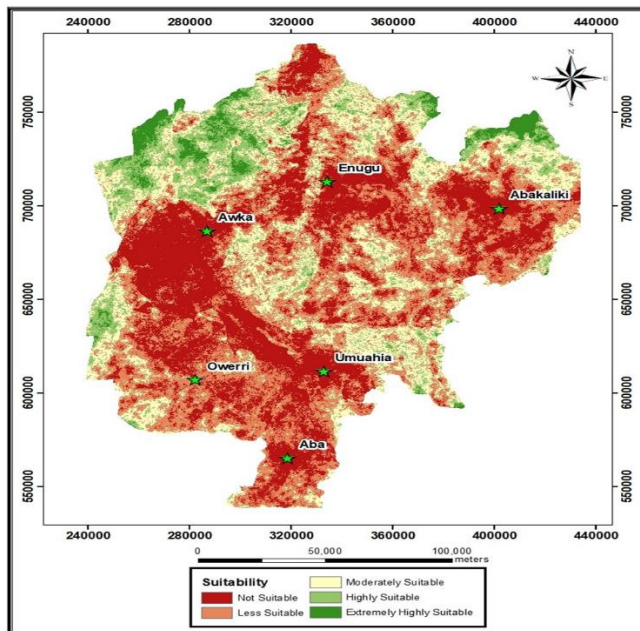 240000 280000 320000 360000 400000 440000
N
W E
S
750000 750000
Enugu
Abakaliki
700000 700000
Awka
650000 650000
Umuahia
Owerri
600000 600000
Aba
550000 550000
240000 280000 320000 360000 400000 440000
0 50,000 100,000
meters
Suitability
Not Suitable
Less Suitable
Moderately Suitable
Highly Suitable
Extremely Highly Suitable